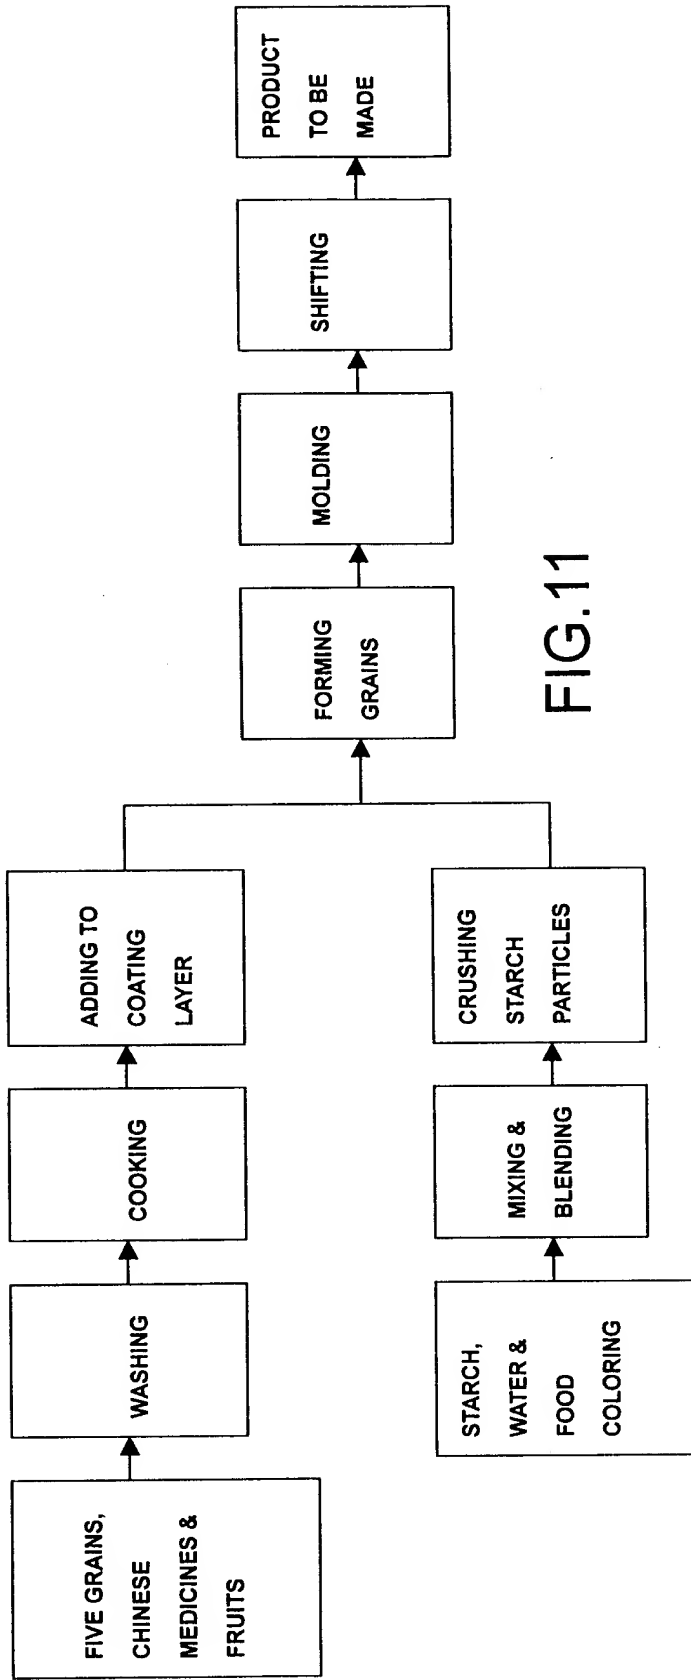 FIVE GRAINS,
CHINESE
MEDICINES &
FRUITS
WASHING
COOKING
ADDING TO
COATING
LAYER
STARCH,
WATER &
FOOD
COLORING
MIXING &
BLENDING
CRUSHING
STARCH
PARTICLES
FORMING
GRAINS
MOLDING
SHIFTING
PRODUCT
TO BE
MADE
FIG.11